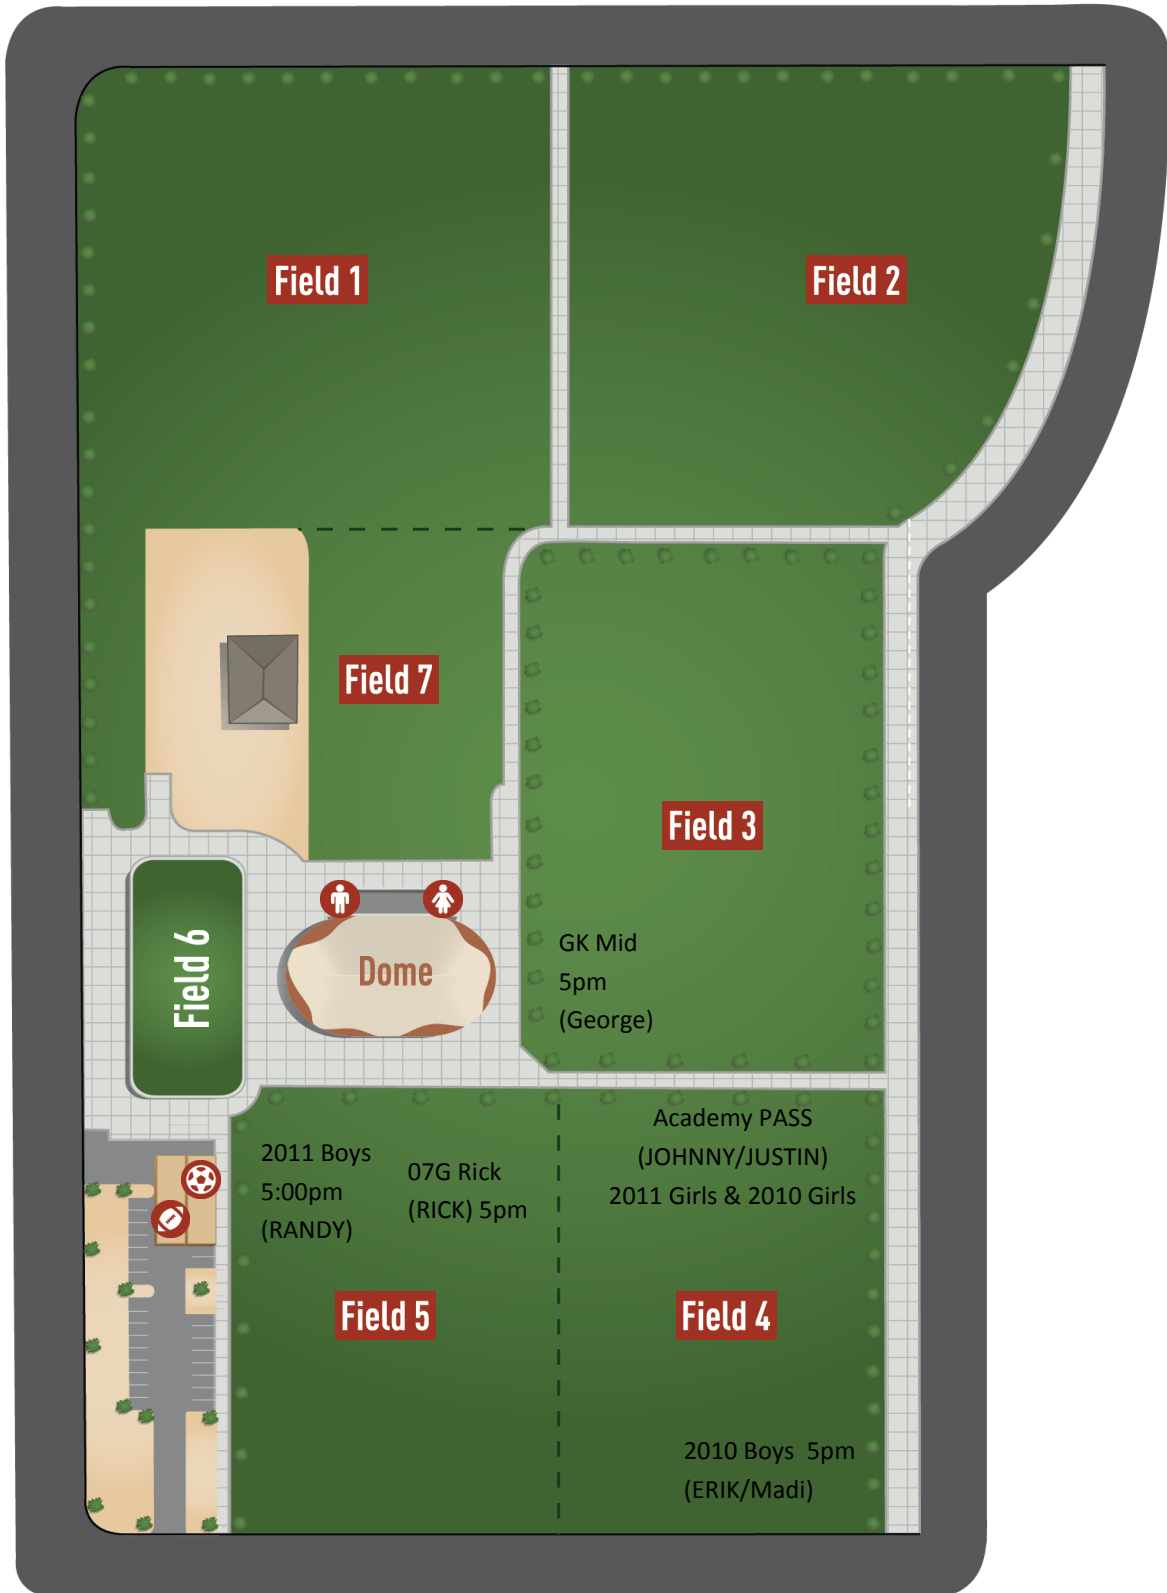 Field 1
Field 2
Field 7
Field 3
Field 6
Dome
GK Mid
5pm
(George)
2011 Boys
5:00pm
(RANDY)
07G Rick
(RICK) 5pm
Academy PASS
(JOHNNY/JUSTIN)
2011 Girls & 2010 Girls
Field 5
Field 4
2010 Boys  5pm
(ERIK/Madi)